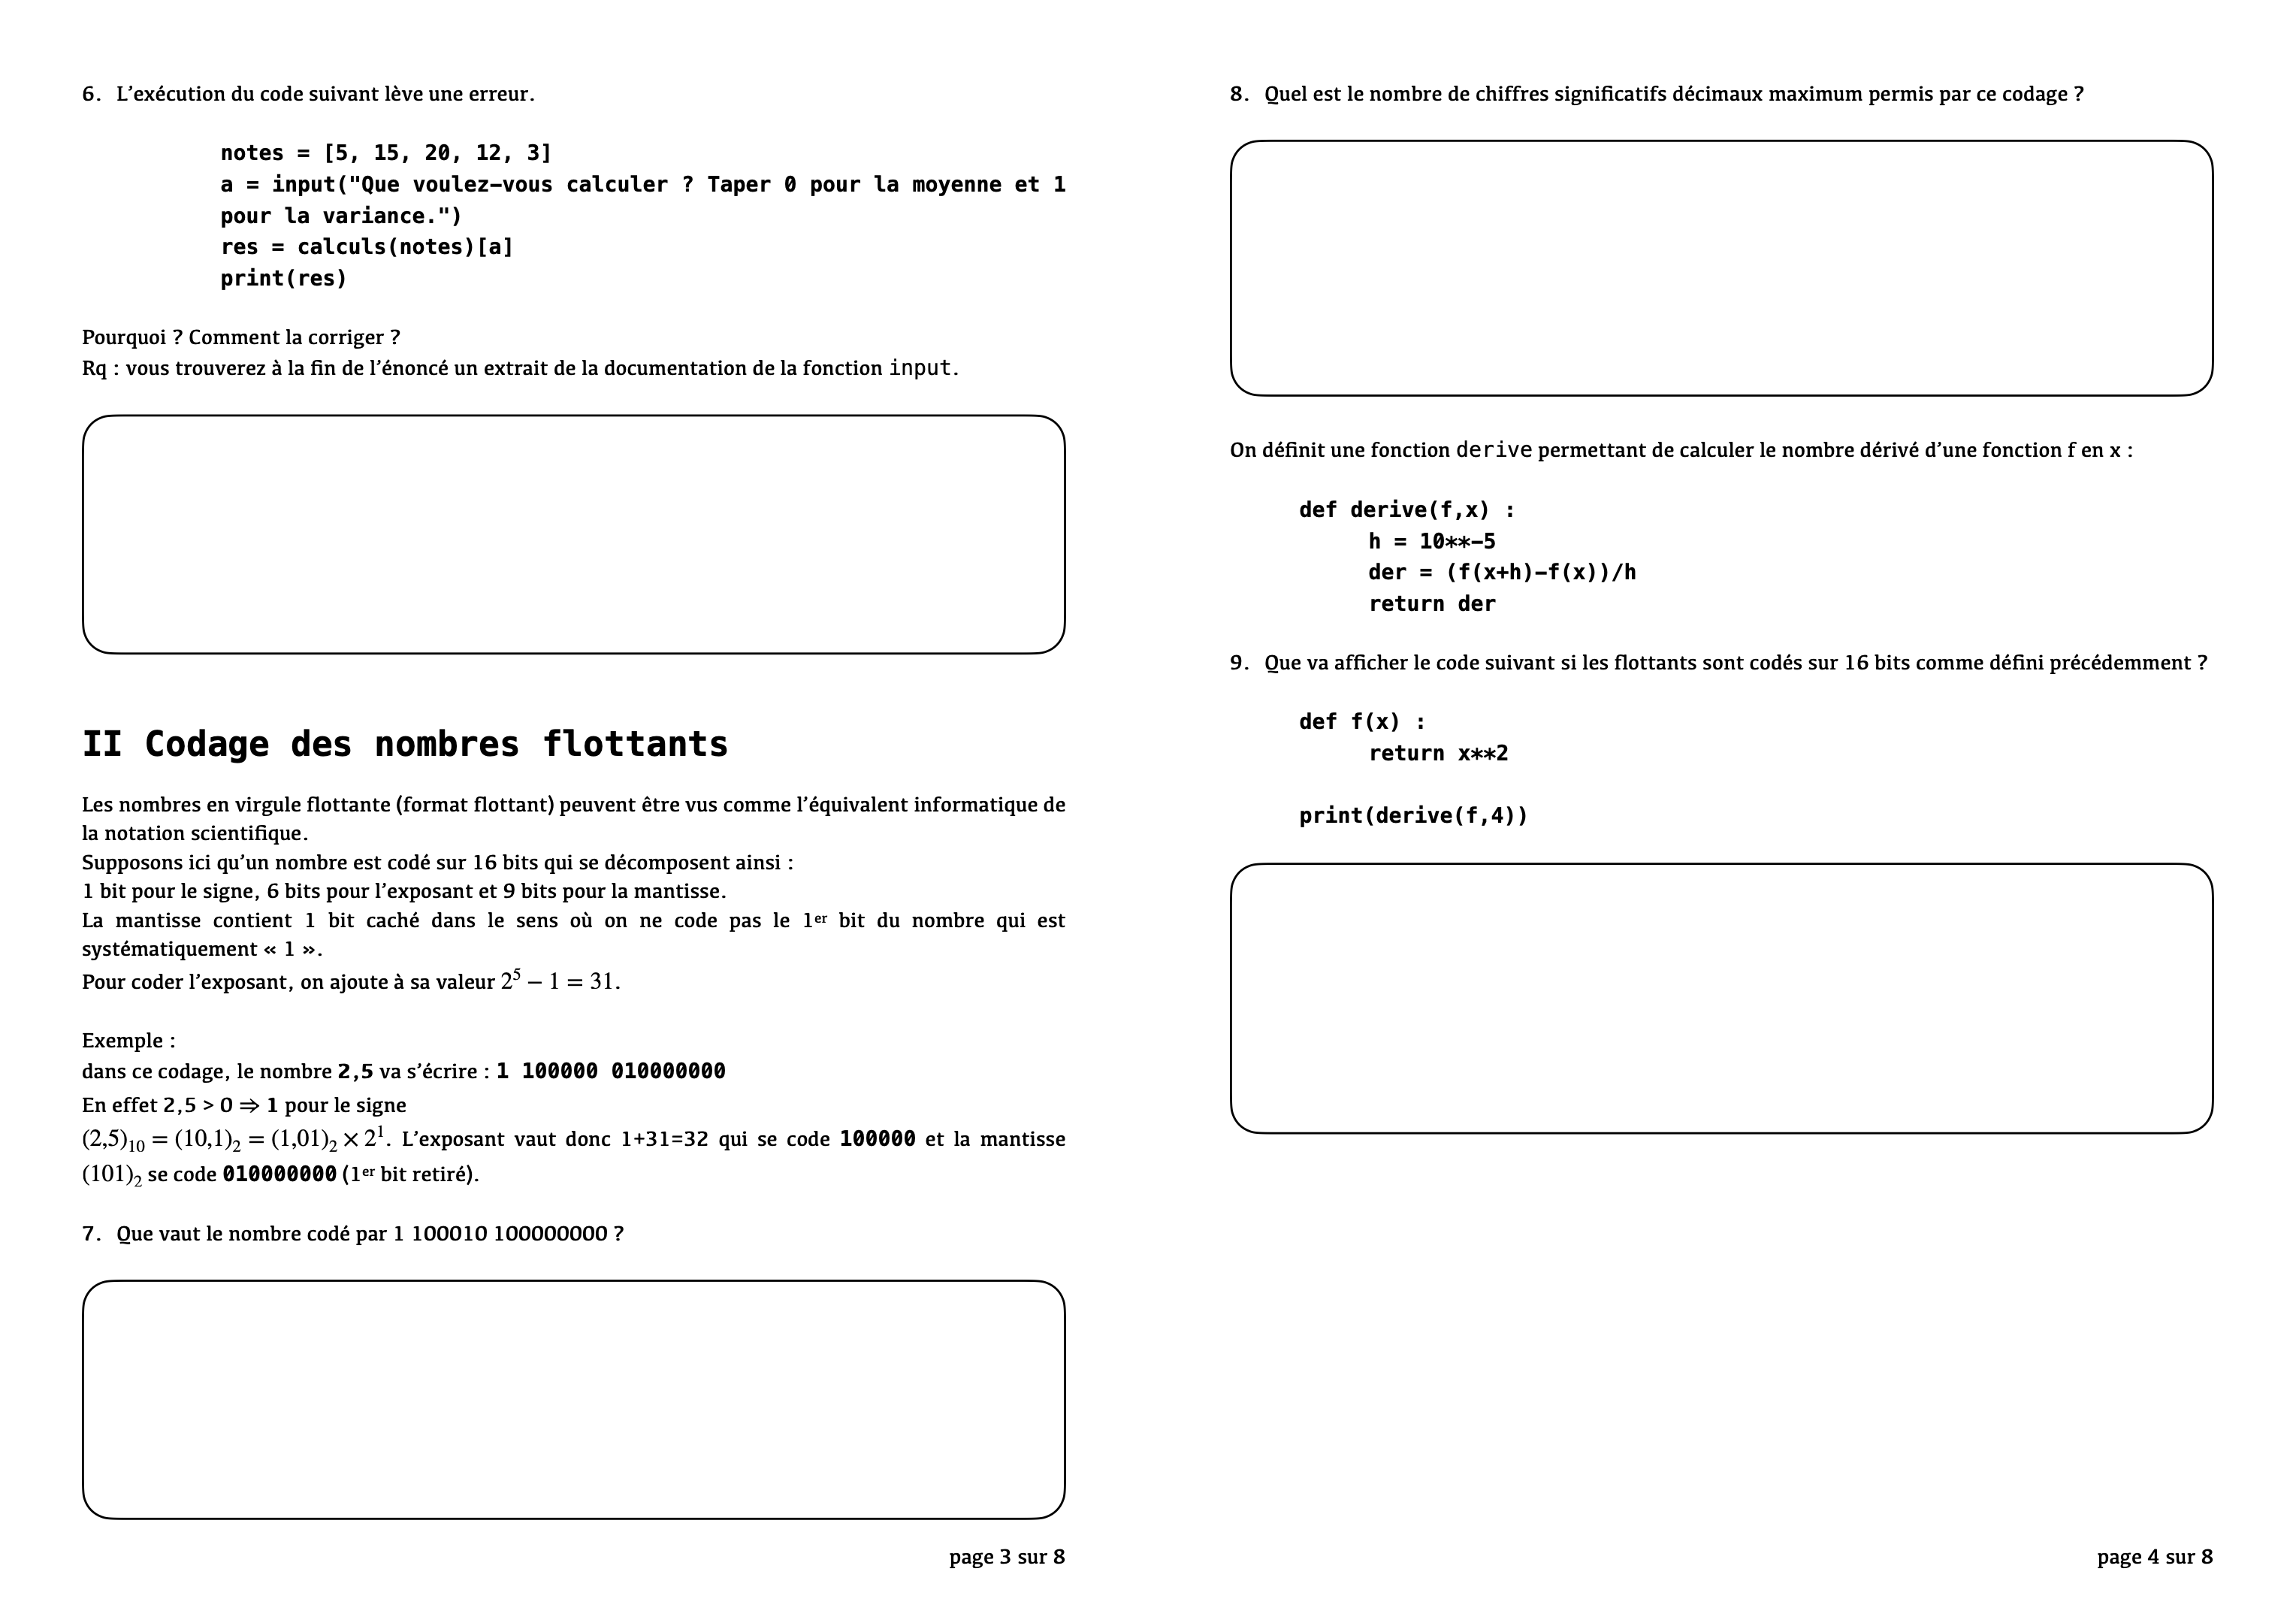 6. L’exécution du code suivant lève une erreur.
notes = [5, 15, 20, 12, 3]
a = input("Que voulez-vous calculer ? Taper 0 pour la moyenne et 1
pour la variance.")
res = calculs(notes)[a]
print(res)
Pourquoi ? Comment la corriger ?
Rq : vous trouverez à la fin de l’énoncé un extrait de la documentation de la fonction input.
II Codage des nombres flottants
Les nombres en virgule flottante (format flottant) peuvent être vus comme l’équivalent informatique de
la notation scientifique.
Supposons ici qu’un nombre est codé sur 16 bits qui se décomposent ainsi :
1 bit pour le signe, 6 bits pour l’exposant et 9 bits pour la mantisse.
La mantisse contient 1 bit caché dans le sens où on ne code pas le 1er bit du nombre qui est
systématiquement « 1 ».
Pour coder l’exposant, on ajoute à sa valeur 2⁵ − 1 = 31.
Exemple :
dans ce codage, le nombre 2,5 va s’écrire : 1 100000 010000000
En effet 2,5 > 0 ⇒ 1 pour le signe
(2,5)₁₀ = (10,1)₂ = (1,01)₂ × 2¹. L’exposant vaut donc 1+31=32 qui se code 100000 et la mantisse
(101)₂ se code 010000000 (1er bit retiré).
7. Que vaut le nombre codé par 1 100010 100000000 ?
page 3 sur 8
8. Quel est le nombre de chiffres significatifs décimaux maximum permis par ce codage ?
On définit une fonction derive permettant de calculer le nombre dérivé d’une fonction f en x :
def derive(f,x) :
h = 10**-5
der = (f(x+h)-f(x))/h
return der
9. Que va afficher le code suivant si les flottants sont codés sur 16 bits comme défini précédemment ?
def f(x) :
return x**2
print(derive(f,4))
page 4 sur 8